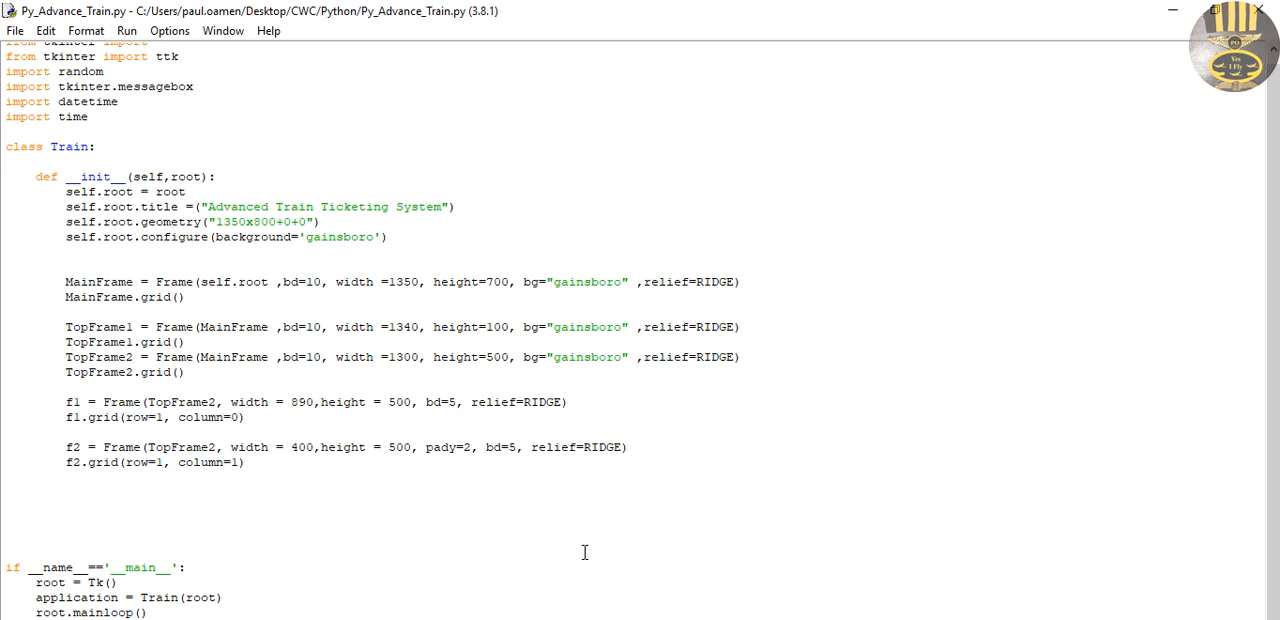 Py_Advance_Train.py - C:/Users/paul.oamen/Desktop/CWC/Python/Py_Advance_Train.py (3.8.1)
File Edit Format Run Options Window Help
from tkinter import
from tkinter import ttk
import random
import tkinter.messagebox
import datetime
import time
class Train:
def __init__(self,root):
self.root = root
self.root.title =("Advanced Train Ticketing System")
self.root.geometry("1350x800+0+0")
self.root.configure(background='gainsboro')
MainFrame = Frame(self.root ,bd=10, width =1350, height=700, bg="gainsboro" ,relief=RIDGE)
MainFrame.grid()
TopFrame1 = Frame(MainFrame ,bd=10, width =1340, height=100, bg="gainsboro" ,relief=RIDGE)
TopFrame1.grid()
TopFrame2 = Frame(MainFrame ,bd=10, width =1300, height=500, bg="gainsboro" ,relief=RIDGE)
TopFrame2.grid()
f1 = Frame(TopFrame2, width = 890,height = 500, bd=5, relief=RIDGE)
f1.grid(row=1, column=0)
f2 = Frame(TopFrame2, width = 400,height = 500, pady=2, bd=5, relief=RIDGE)
f2.grid(row=1, column=1)
if __name__=='__main__':
root = Tk()
application = Train(root)
root.mainloop()
PO
Yes
I Fly